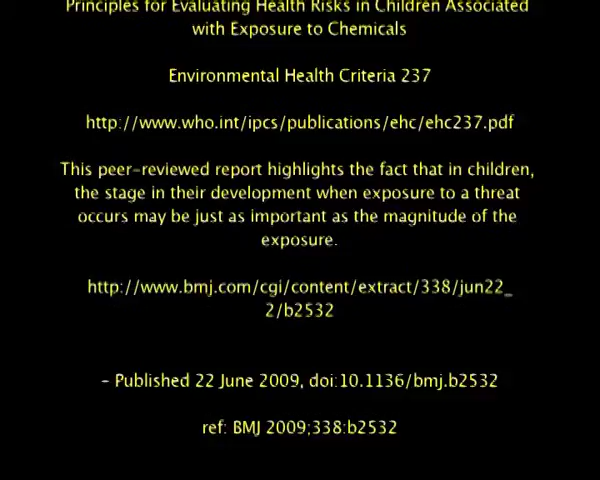 Principles for Evaluating Health Risks in Children Associated
with Exposure to Chemicals
Environmental Health Criteria 237
http://www.who.int/ipcs/publications/ehc/ehc237.pdf
This peer-reviewed report highlights the fact that in children,
the stage in their development when exposure to a threat
occurs may be just as important as the magnitude of the
exposure.
http://www.bmj.com/cgi/content/extract/338/jun22_
2/b2532
- Published 22 June 2009, doi:10.1136/bmj.b2532
ref: BMJ 2009;338:b2532